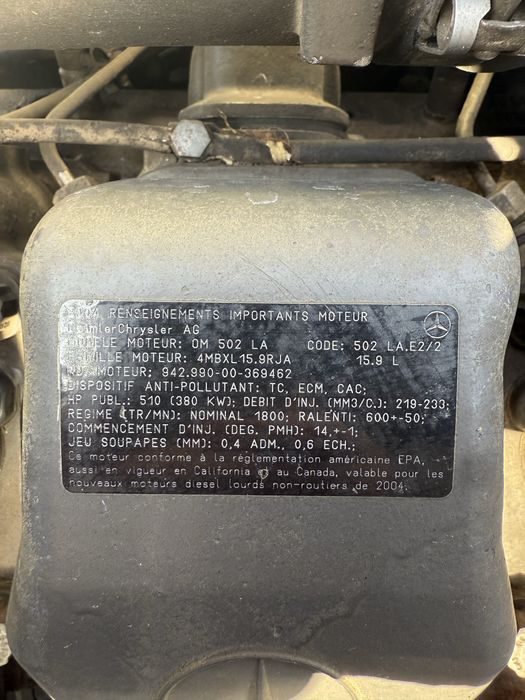 2004 RENSEIGNEMENTS IMPORTANTS MOTEUR
DaimlerChrysler AG
MODELE MOTEUR: OM 502 LA CODE: 502 LA.E2/2
FAMILLE MOTEUR: 4MBXL15.9RJA 15.9 L
NO. MOTEUR: 942.990-00-369462
DISPOSITIF ANTI-POLLUTANT: TC, ECM, CAC;
HP PUBL.: 510 (380 KW); DEBIT D'INJ. (MM3/C.): 219-233;
REGIME (TR/MN): NOMINAL 1800; RALENTI: 600+-50;
COMMENCEMENT D'INJ. (DEG. PMH): 14,+-1;
JEU SOUPAPES (MM): 0,4 ADM., 0,6 ECH.;
Ce moteur conforme à la réglementation américaine EPA,
aussi en vigueur en California et au Canada, valable pour les
nouveaux moteurs diesel lourds non-routiers de 2004.